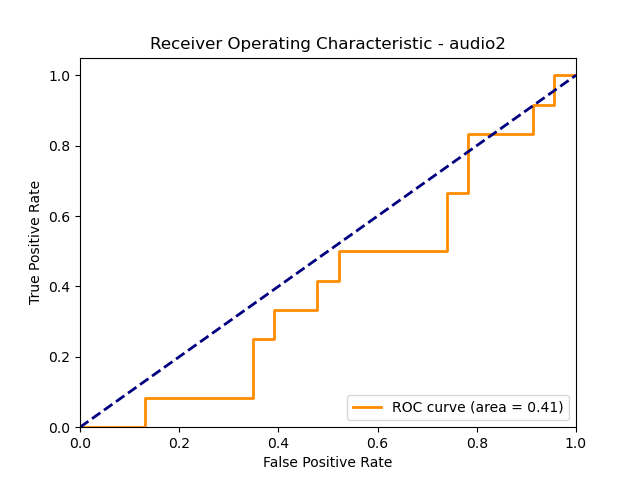 Receiver Operating Characteristic - audio2
True Positive Rate
1.0
0.8
0.6
0.4
0.2
0.0
ROC curve (area = 0.41)
0.0 0.2 0.4 0.6 0.8 1.0
False Positive Rate